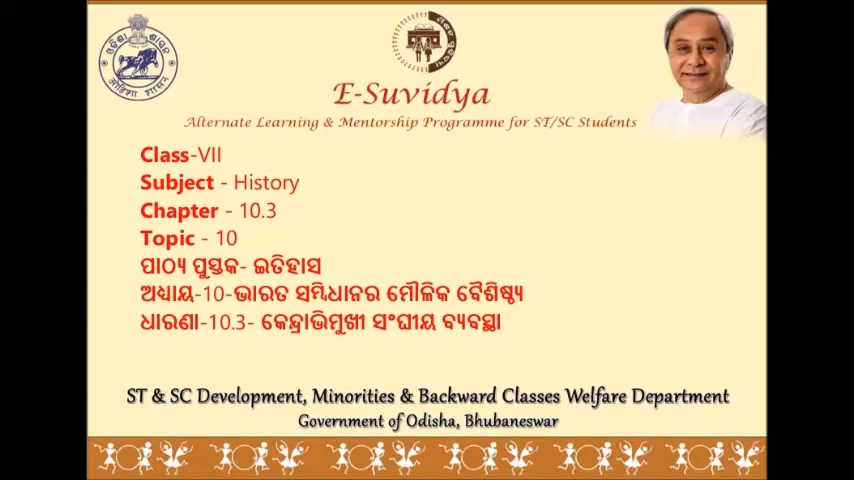 E-Suvidya
Alternate Learning & Mentorship Programme for ST/SC Students
Class-VII
Subject - History
Chapter - 10.3
Topic - 10
ପାଠ୍ୟ ପୁସ୍ତକ- ଇତିହାସ
ଅଧ୍ୟାୟ-10-ଭାରତ ସମ୍ବିଧାନର ମୌଳିକ ବୈଶିଷ୍ଟ୍ୟ
ଧାରଣା-10.3- କେନ୍ଦ୍ରାଭିମୁଖୀ ସଂଘୀୟ ବ୍ୟବସ୍ଥା
ST & SC Development, Minorities & Backward Classes Welfare Department
Government of Odisha, Bhubaneswar